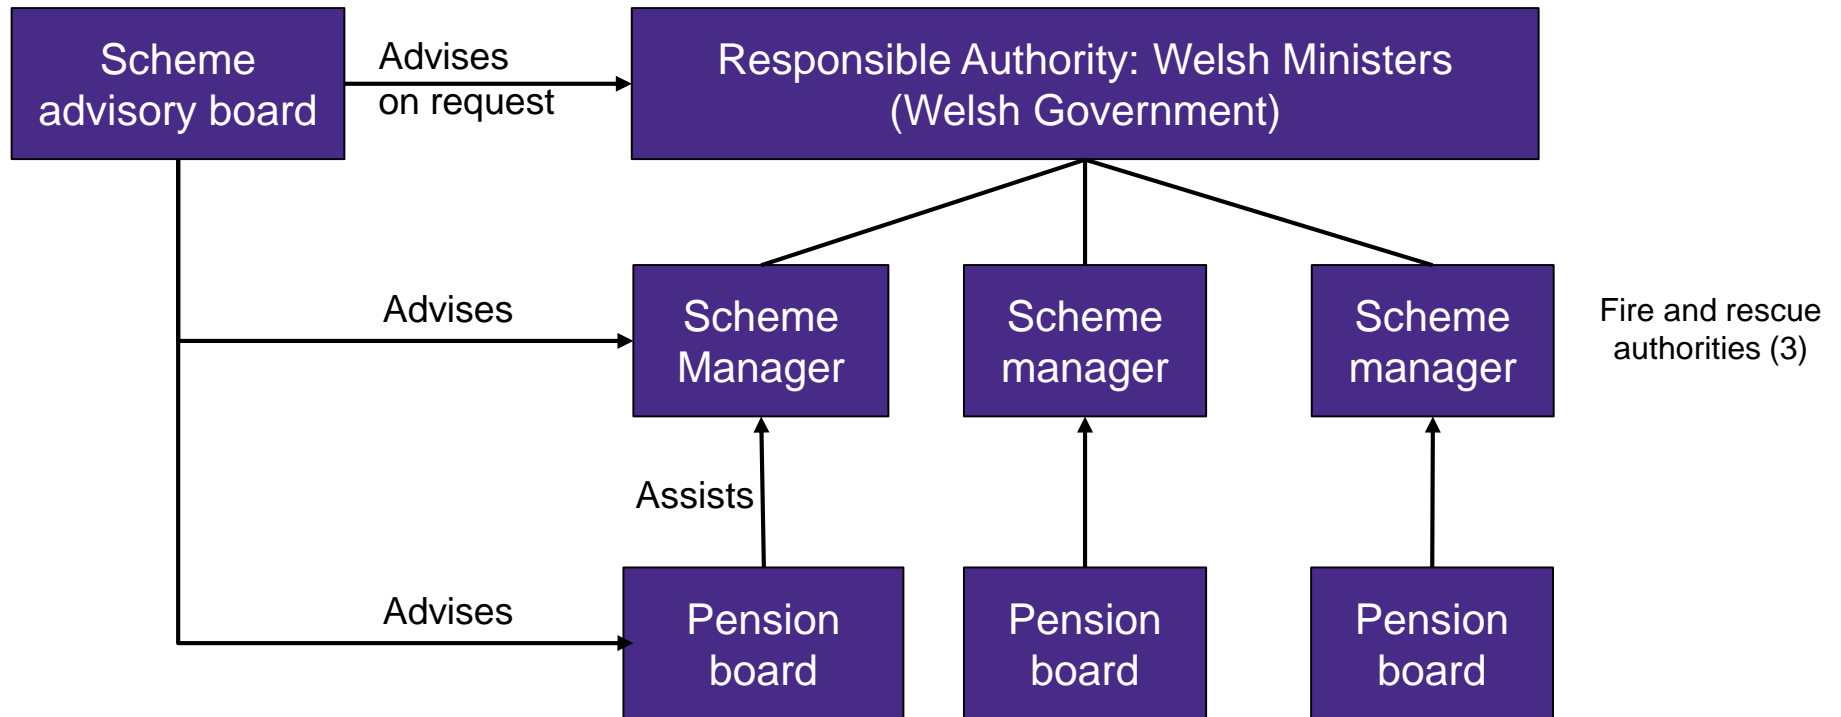 Scheme
advisory board
Advises
on request
Responsible Authority: Welsh Ministers
(Welsh Government)
Advises
Scheme
Manager
Scheme
manager
Scheme
manager
Fire and rescue
authorities (3)
Assists
Advises
Pension
board
Pension
board
Pension
board